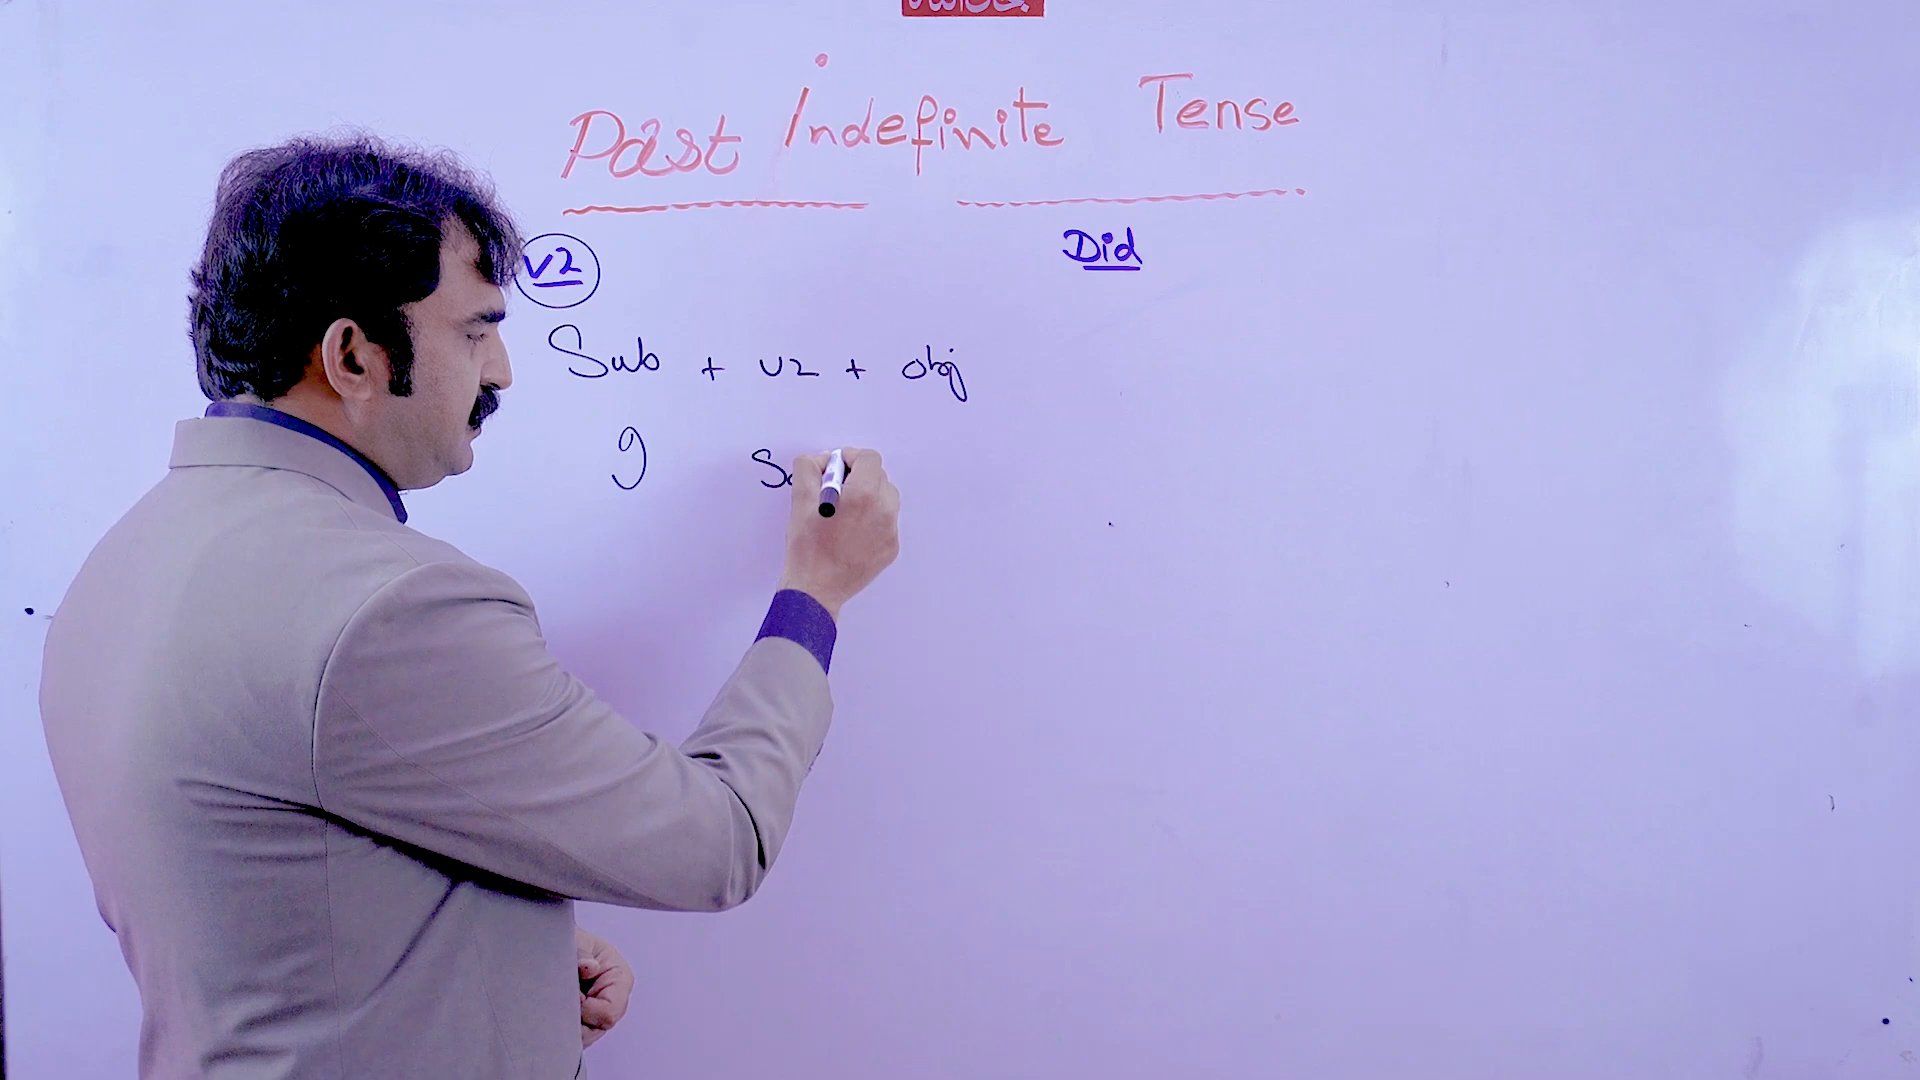 Past Indefinite Tense
V2 Did
Sub + V2 + obj
I